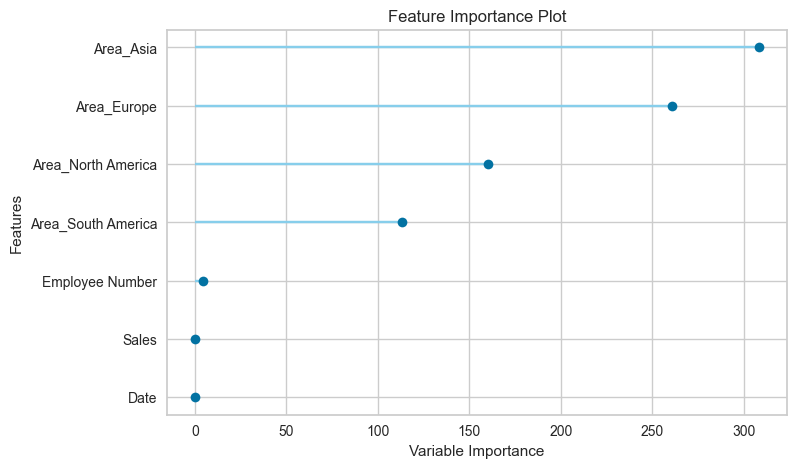 Feature Importance Plot
Features
Area_Asia
Area_Europe
Area_North America
Area_South America
Employee Number
Sales
Date
0 50 100 150 200 250 300
Variable Importance